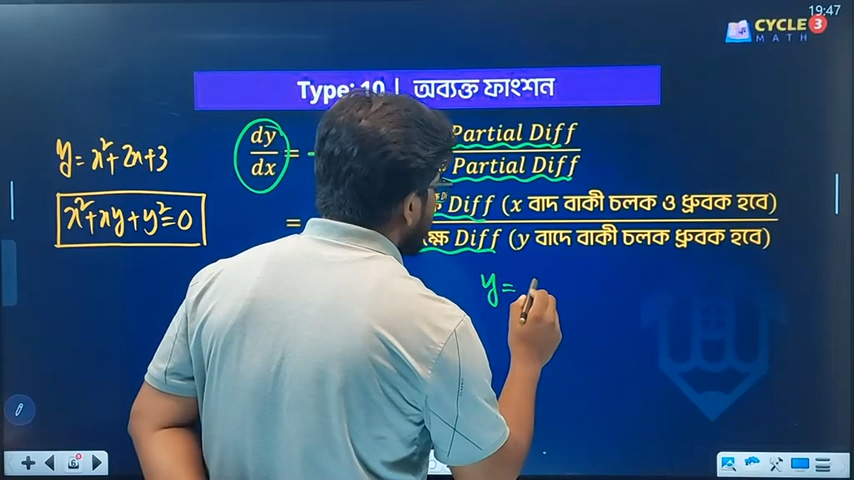 19:47
CYCLE 3
MATH
Type: 10 | অব্যক্ত ফাংশন
y = x² + 2x + 3
x² + xy + y² = 0
dy/dx = - Partial Diff / Partial Diff
= Diff (x বাদ বাকী চলক ও ধ্রুবক হবে) / ক্ষে Diff (y বাদে বাকী চলক ধ্রুবক হবে)
y =